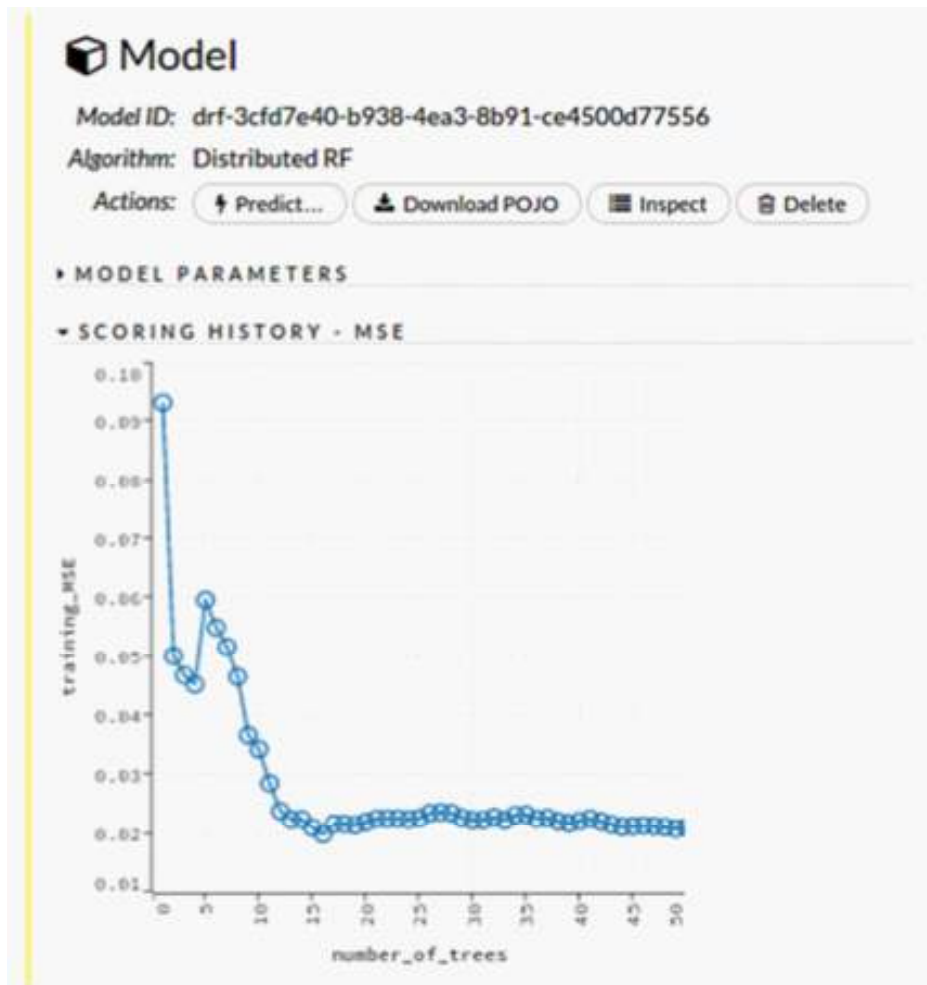 Model
Model ID: drf-3cfd7e40-b938-4ea3-8b91-ce4500d77556
Algorithm: Distributed RF
Actions: Predict... Download POJO Inspect Delete
MODEL PARAMETERS
SCORING HISTORY - MSE
0.10
0.09
0.08
0.07
0.06
0.05
0.04
0.03
0.02
0.01
training_MSE
0 5 10 15 20 25 30 35 40 45 50
number_of_trees